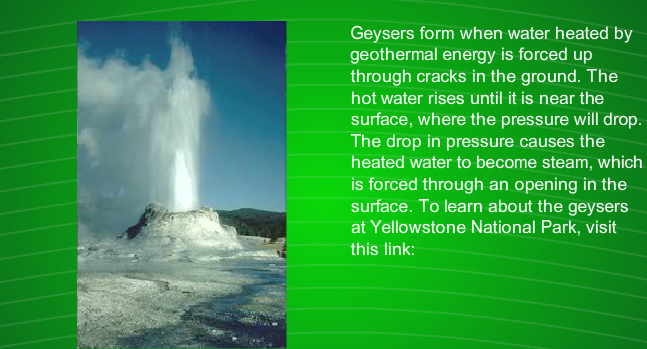 Geysers form when water heated by
geothermal energy is forced up
through cracks in the ground. The
hot water rises until it is near the
surface, where the pressure will drop.
The drop in pressure causes the
heated water to become steam, which
is forced through an opening in the
surface. To learn about the geysers
at Yellowstone National Park, visit
this link: